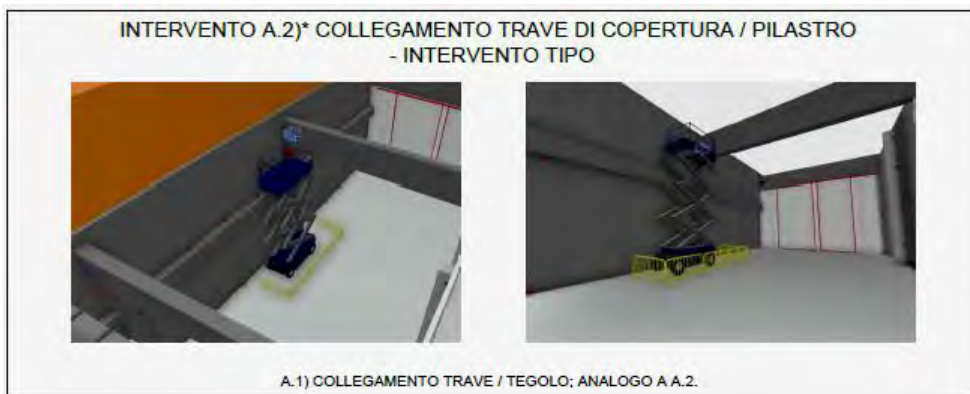 INTERVENTO A.2)* COLLEGAMENTO TRAVE DI COPERTURA / PILASTRO
- INTERVENTO TIPO
A.1) COLLEGAMENTO TRAVE / TEGOLO; ANALOGO A A.2.